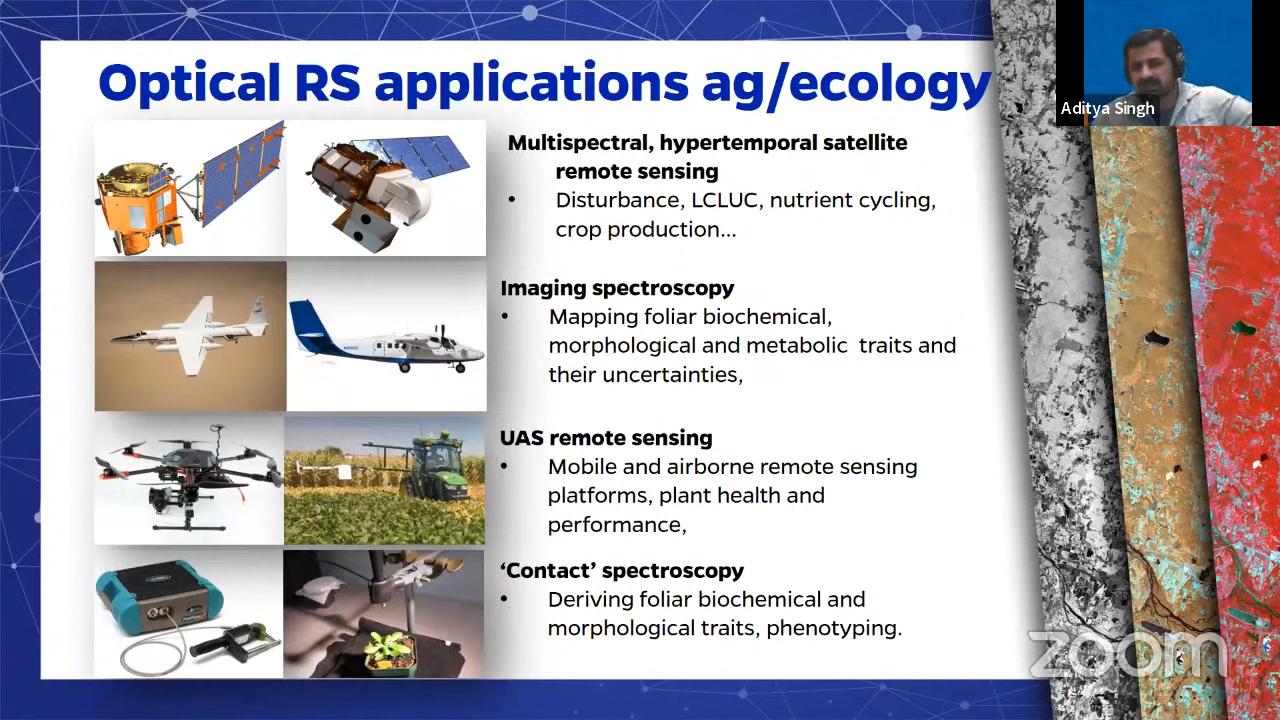 Optical RS applications ag/ecology
Aditya Singh
Multispectral, hypertemporal satellite
remote sensing
• Disturbance, LCLUC, nutrient cycling,
crop production...
Imaging spectroscopy
• Mapping foliar biochemical,
morphological and metabolic traits and
their uncertainties,
UAS remote sensing
• Mobile and airborne remote sensing
platforms, plant health and
performance,
‘Contact’ spectroscopy
• Deriving foliar biochemical and
morphological traits, phenotyping.
zoom